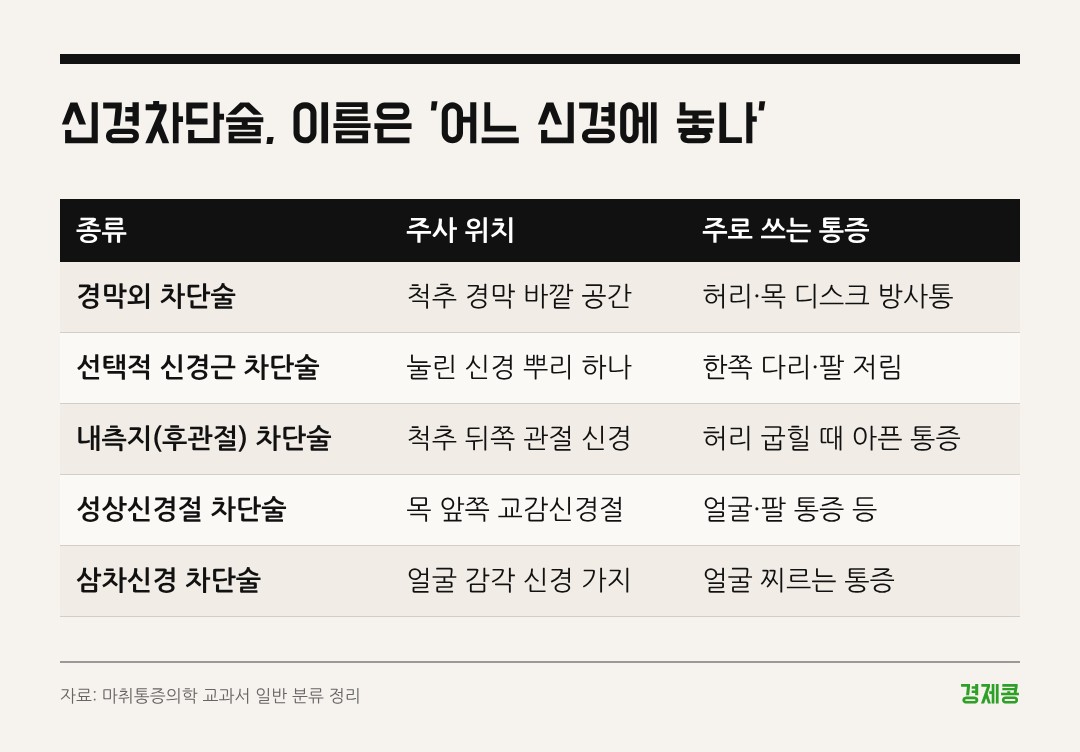 신경차단술, 이름은 '어느 신경에 놓나'
종류 주사 위치 주로 쓰는 통증
경막외 차단술 척추 경막 바깥 공간 허리·목 디스크 방사통
선택적 신경근 차단술 눌린 신경 뿌리 하나 한쪽 다리·팔 저림
내측지(후관절) 차단술 척추 뒤쪽 관절 신경 허리 굽힐 때 아픈 통증
성상신경절 차단술 목 앞쪽 교감신경절 얼굴·팔 통증 등
삼차신경 차단술 얼굴 감각 신경 가지 얼굴 찌르는 통증
자료: 마취통증의학 교과서 일반 분류 정리
경제콩